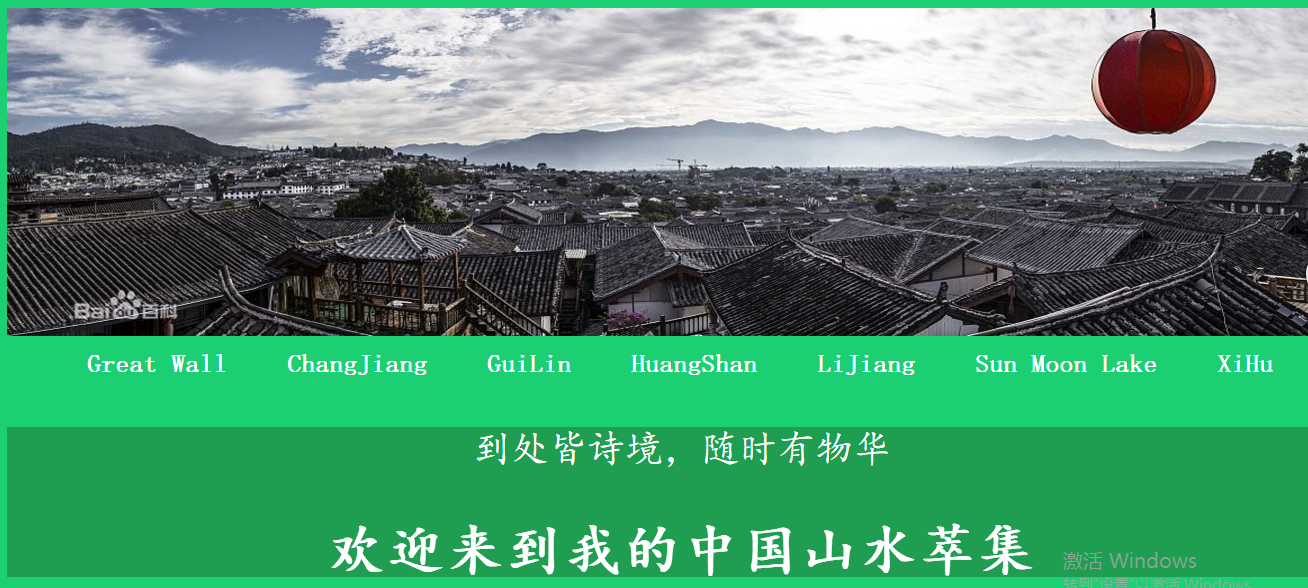 Baidu百科
Great Wall ChangJiang GuiLin HuangShan LiJiang Sun Moon Lake XiHu
到处皆诗境，随时有物华
欢迎来到我的中国山水萃集
激活 Windows
转到"设置"以激活 Windows